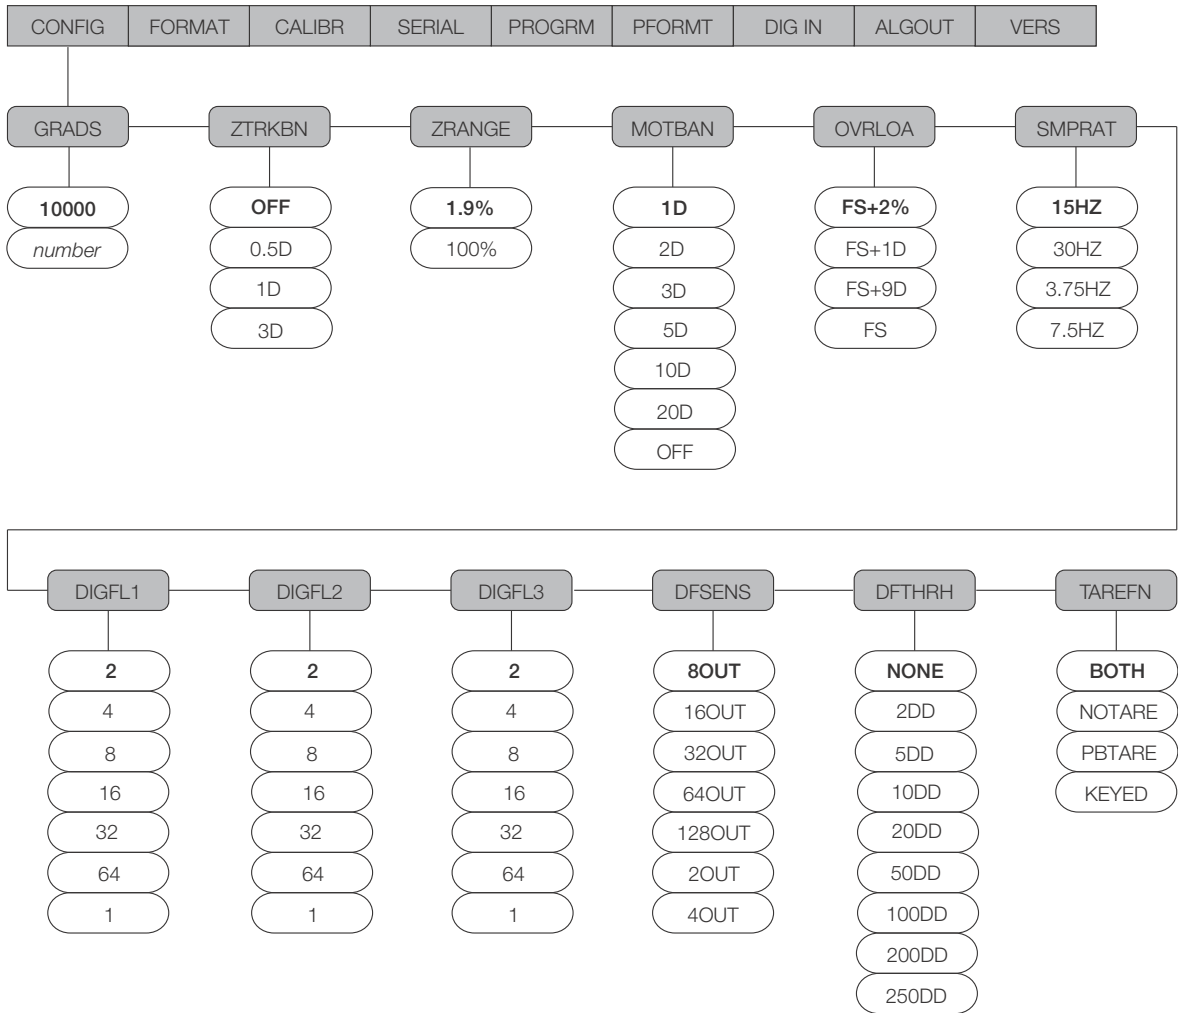 CONFIG FORMAT CALIBR SERIAL PROGRM PFORMT DIG IN ALGOUT VERS
GRADS ZTRKBN ZRANGE MOTBAN OVRLOA SMPRAT
10000 OFF 1.9% 1D FS+2% 15HZ
number 0.5D 100% 2D FS+1D 30HZ
1D 3D FS+9D 3.75HZ
3D 5D FS 7.5HZ
10D
20D
OFF
DIGFL1 DIGFL2 DIGFL3 DFSENS DFTHRH TAREFN
2 2 2 8OUT NONE BOTH
4 4 4 16OUT 2DD NOTARE
8 8 8 32OUT 5DD PBTARE
16 16 16 64OUT 10DD KEYED
32 32 32 128OUT 20DD
64 64 64 2OUT 50DD
1 1 1 4OUT 100DD
200DD
250DD